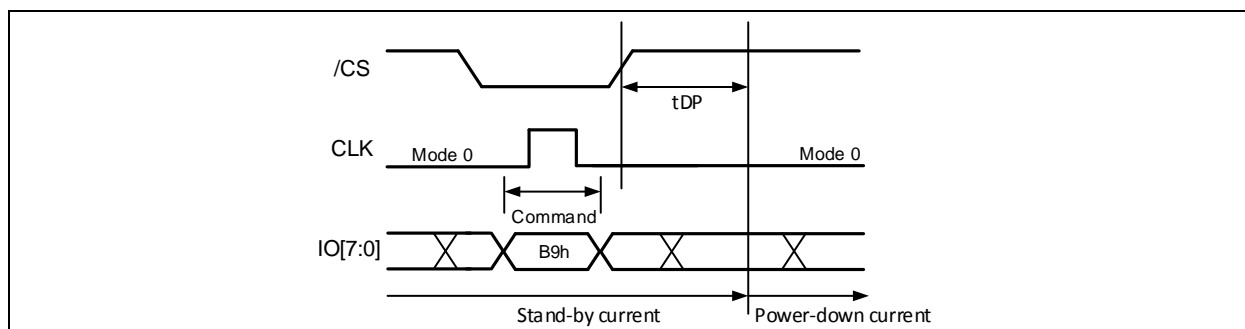 /CS
tDP
CLK
Mode 0
Mode 0
Command
IO[7:0]
B9h
Stand-by current
Power-down current